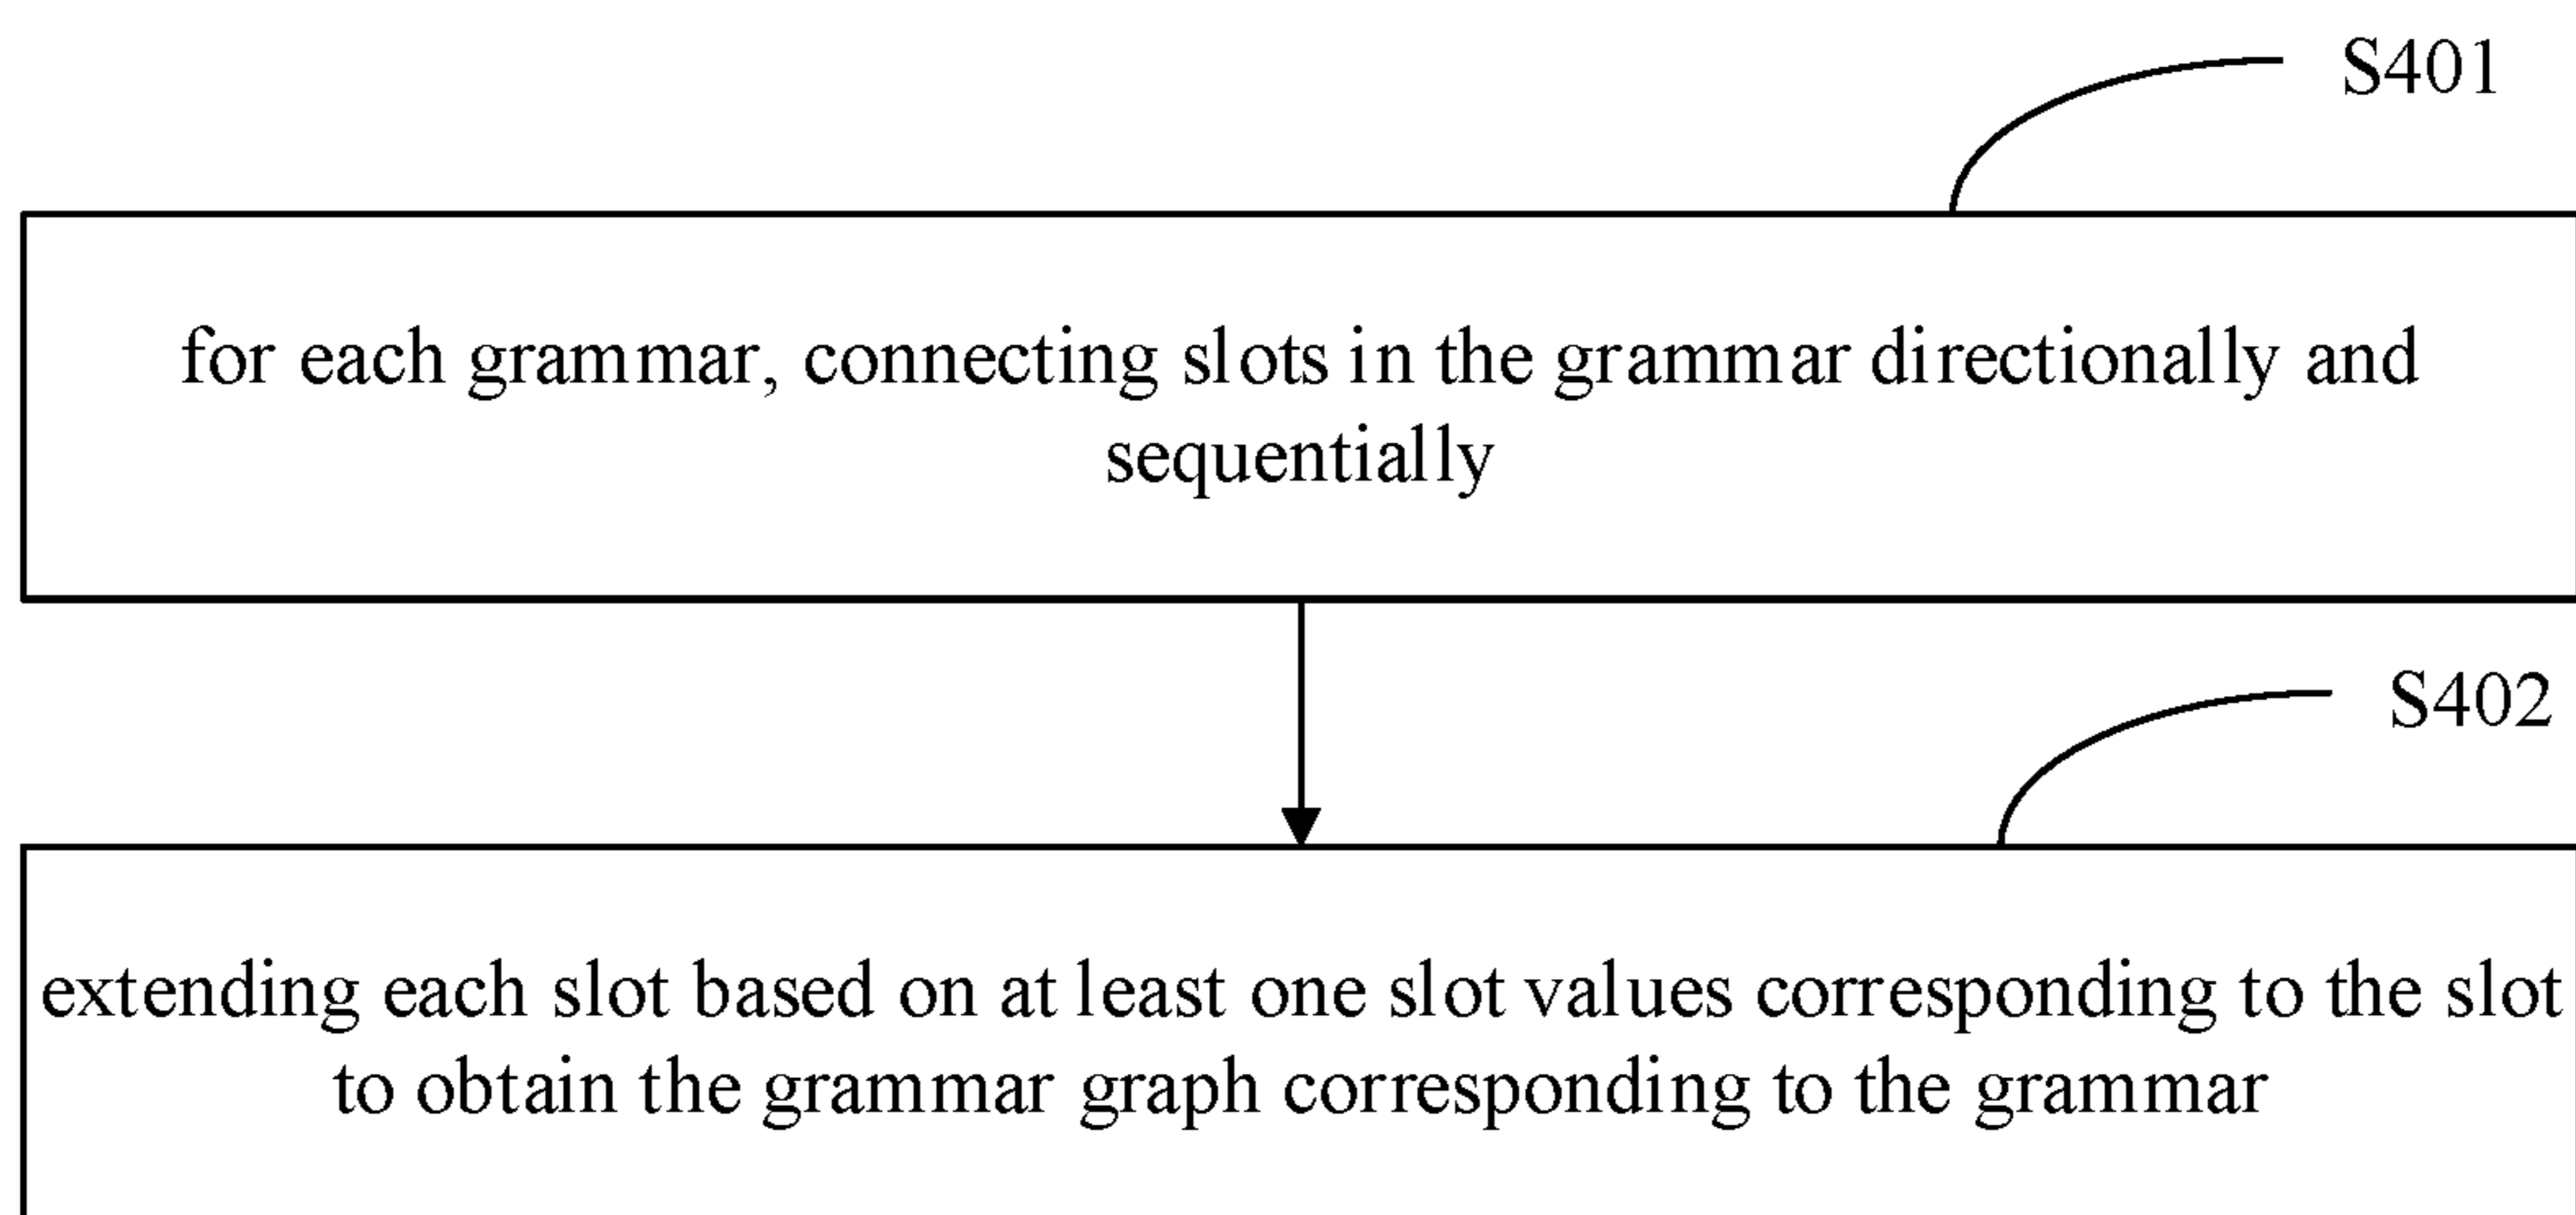 S401
for each grammar, connecting slots in the grammar directionally and
sequentially
S402
extending each slot based on at least one slot values corresponding to the slot
to obtain the grammar graph corresponding to the grammar